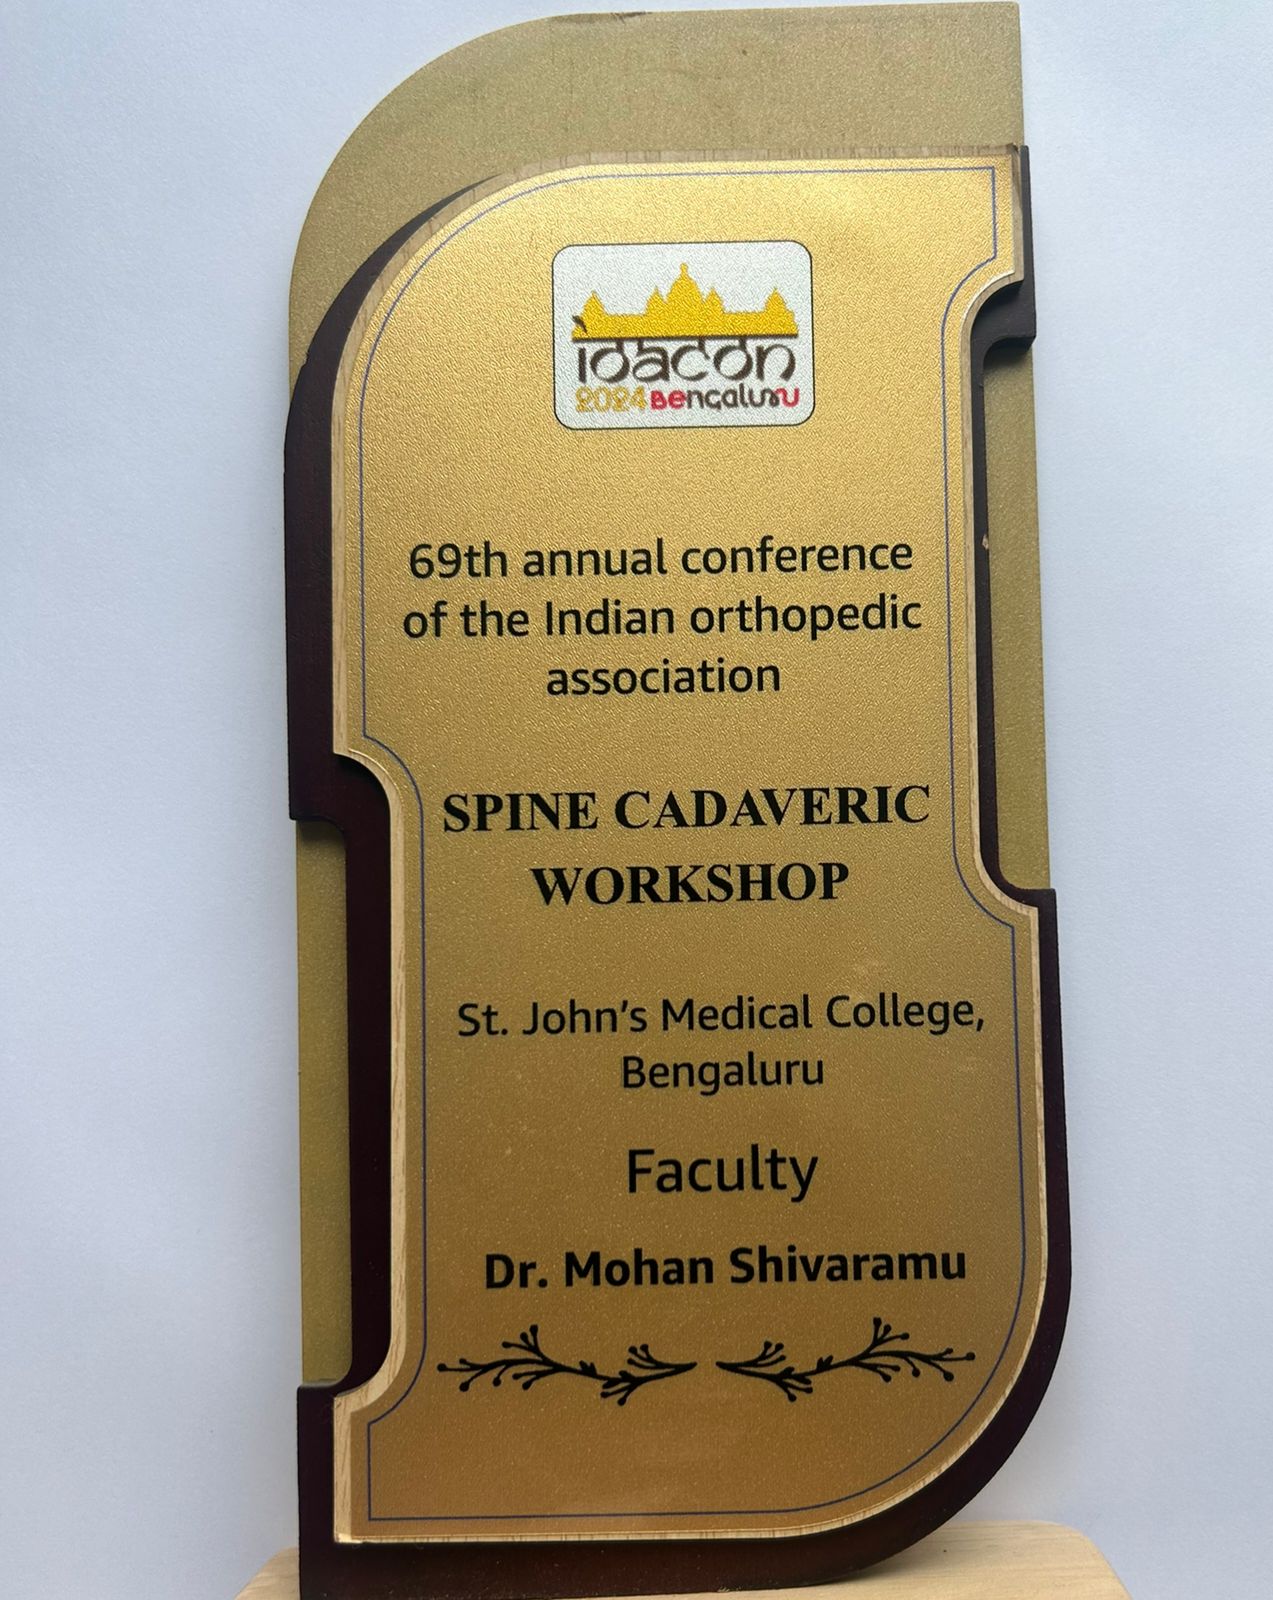 ioacon
2024 Bengaluru
69th annual conference
of the Indian orthopedic
association
SPINE CADAVERIC
WORKSHOP
St. John's Medical College,
Bengaluru
Faculty
Dr. Mohan Shivaramu